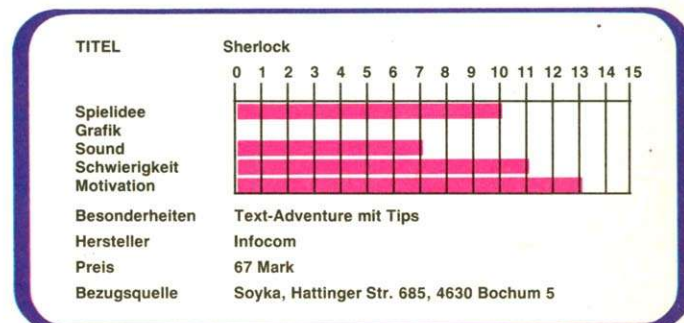 TITEL Sherlock
0 1 2 3 4 5 6 7 8 9 10 11 12 13 14 15
Spielidee
Grafik
Sound
Schwierigkeit
Motivation
Besonderheiten Text-Adventure mit Tips
Hersteller Infocom
Preis 67 Mark
Bezugsquelle Soyka, Hattinger Str. 685, 4630 Bochum 5